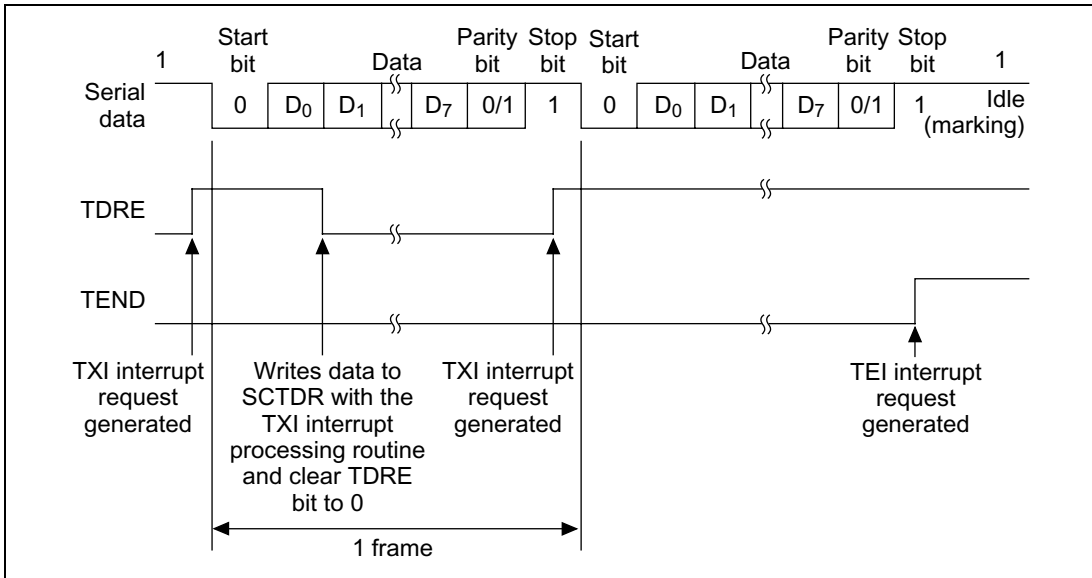 1
Start
bit
Data
Parity
bit
Stop
bit
Start
bit
Data
Parity
bit
Stop
bit
1
Serial
data
0
D0
D1
D7
0/1
1
0
D0
D1
D7
0/1
1
Idle
(marking)
TDRE
TEND
TXI interrupt
request
generated
Writes data to
SCTDR with the
TXI interrupt
processing routine
and clear TDRE
bit to 0
TXI interrupt
request
generated
TEI interrupt
request
generated
1 frame